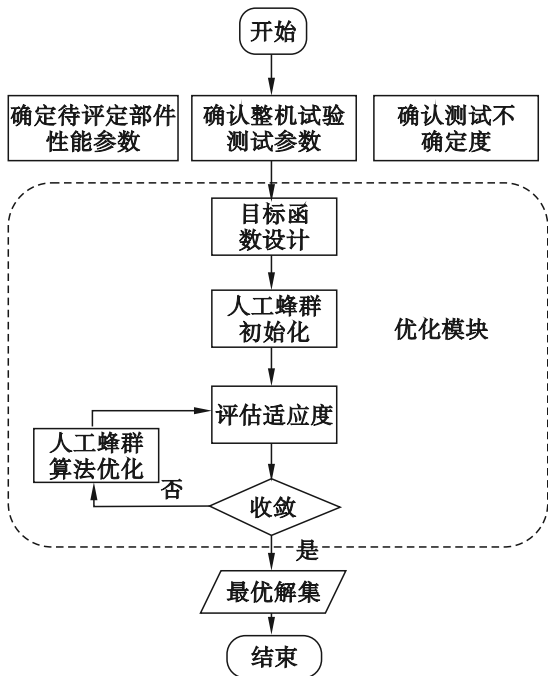 开始
确定待评定部件
性能参数
确认整机试验
测试参数
确认测试不
确定度
目标函
数设计
人工蜂群
初始化
优化模块
评估适应度
人工蜂群
算法优化
否
收敛
是
最优解集
结束